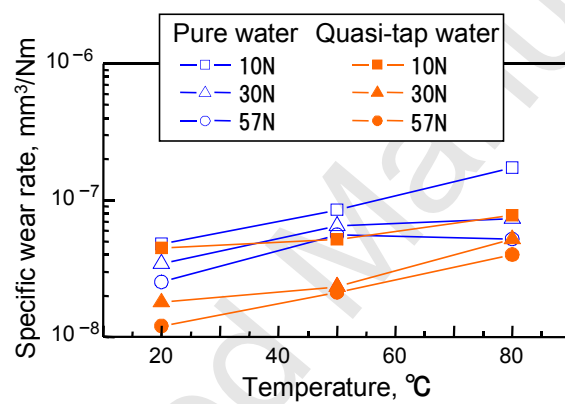 Pure water Quasi-tap water
10N 10N
30N 30N
57N 57N
10⁻⁶
10⁻⁷
10⁻⁸
Specific wear rate, mm³/Nm
20 40 60 80
Temperature, ℃